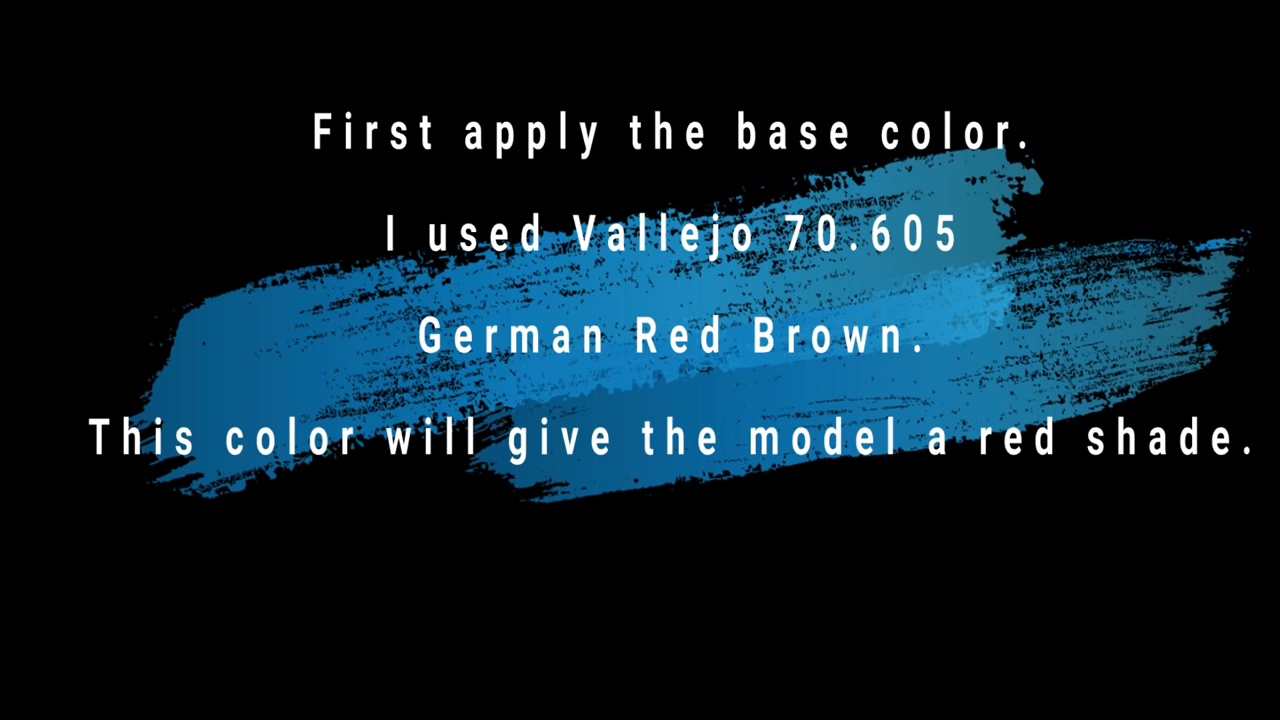 First apply the base color.
I used Vallejo 70.605
German Red Brown.
This color will give the model a red shade.